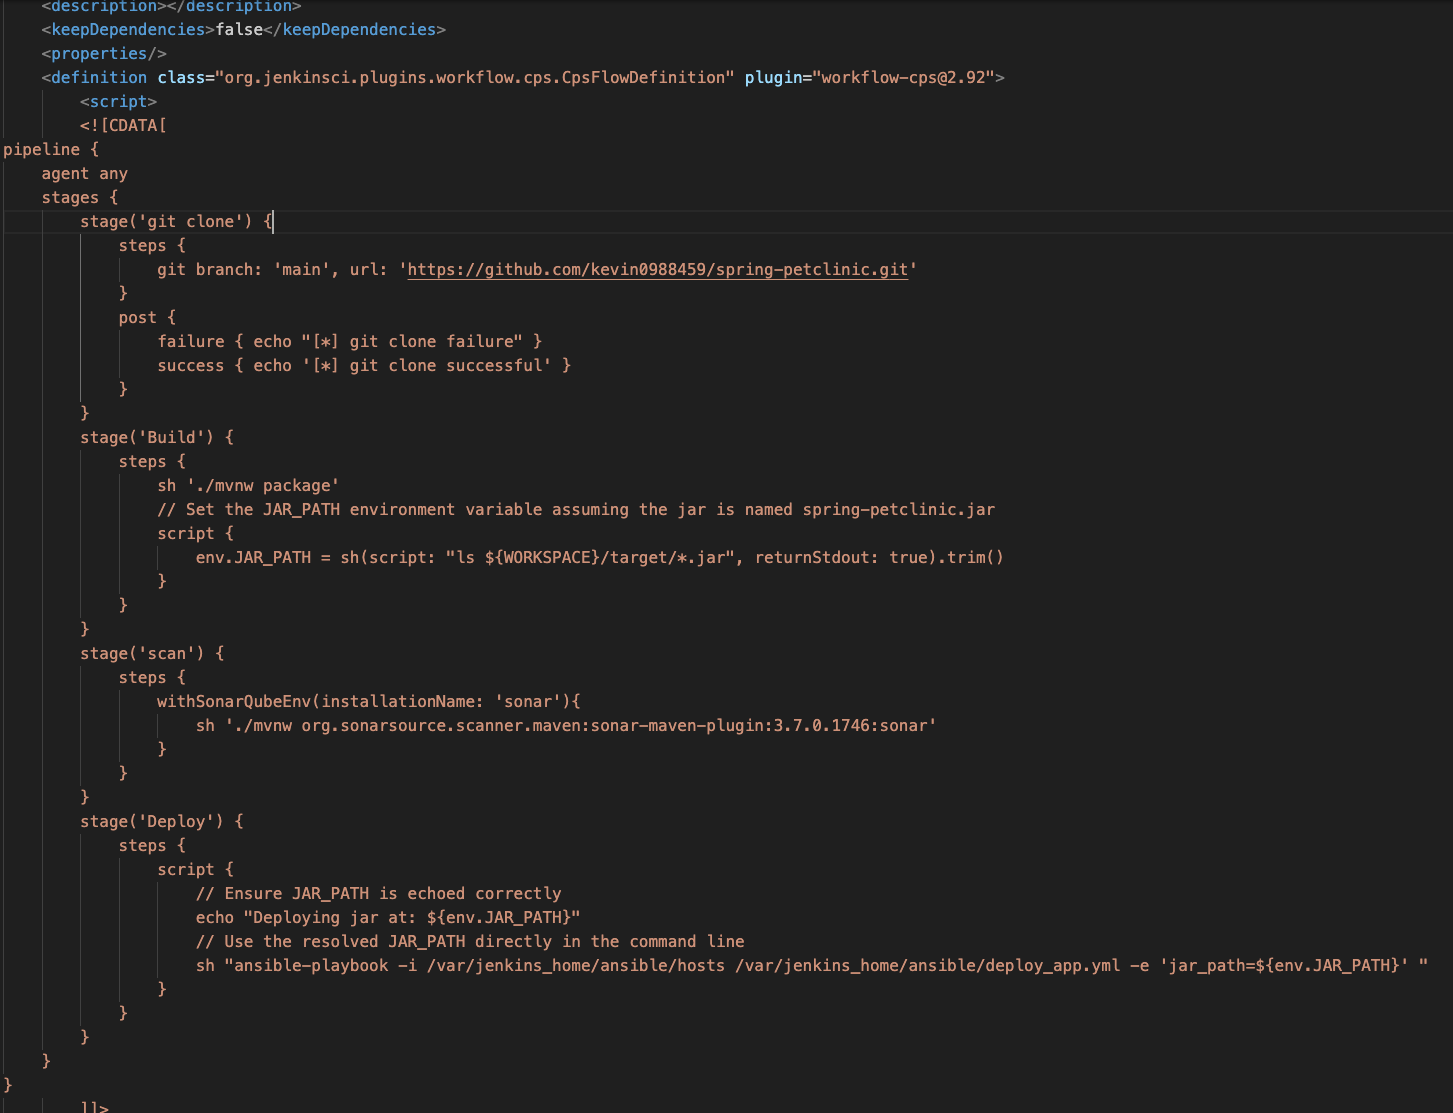 <description></description>
<keepDependencies>false</keepDependencies>
<properties/>
<definition class="org.jenkinsci.plugins.workflow.cps.CpsFlowDefinition" plugin="workflow-cps@2.92">
<script>
<![CDATA[
pipeline {
    agent any
    stages {
        stage('git clone') {
            steps {
                git branch: 'main', url: 'https://github.com/kevin0988459/spring-petclinic.git'
            }
            post {
                failure { echo "[*] git clone failure" }
                success { echo '[*] git clone successful' }
            }
        }
        stage('Build') {
            steps {
                sh './mvnw package'
                // Set the JAR_PATH environment variable assuming the jar is named spring-petclinic.jar
                script {
                    env.JAR_PATH = sh(script: "ls ${WORKSPACE}/target/*.jar", returnStdout: true).trim()
                }
            }
        }
        stage('scan') {
            steps {
                withSonarQubeEnv(installationName: 'sonar'){
                    sh './mvnw org.sonarsource.scanner.maven:sonar-maven-plugin:3.7.0.1746:sonar'
                }
            }
        }
        stage('Deploy') {
            steps {
                script {
                    // Ensure JAR_PATH is echoed correctly
                    echo "Deploying jar at: ${env.JAR_PATH}"
                    // Use the resolved JAR_PATH directly in the command line
                    sh "ansible-playbook -i /var/jenkins_home/ansible/hosts /var/jenkins_home/ansible/deploy_app.yml -e 'jar_path=${env.JAR_PATH}' "
                }
            }
        }
    }
}
        ]]>